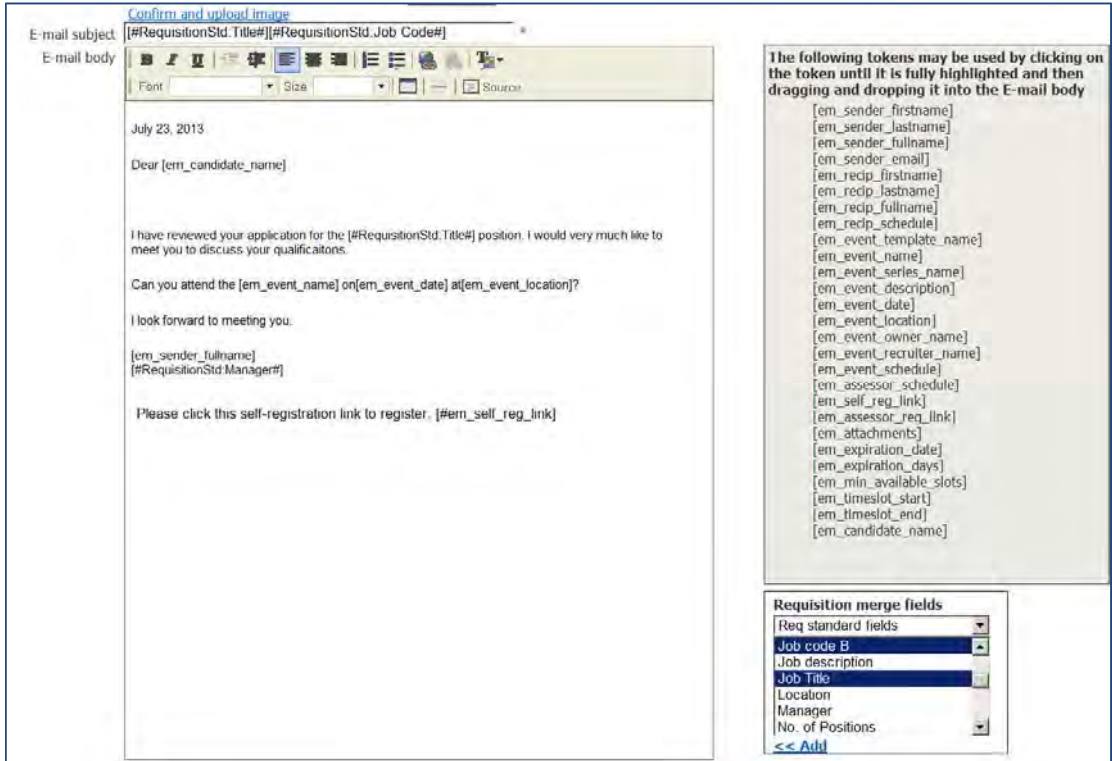 Confirm and upload image
E-mail subject [#RequisitionStd:Title#][#RequisitionStd:Job Code#] *
E-mail body
B I U
Font Size Source
July 23, 2013
Dear [em_candidate_name]
I have reviewed your application for the [#RequisitionStd:Title#] position. I would very much like to
meet you to discuss your qualificaitons.
Can you attend the [em_event_name] on[em_event_date] at[em_event_location]?
I look forward to meeting you.
[em_sender_fullname]
[#RequisitionStd:Manager#]
Please click this self-registration link to register. [#em_self_reg_link]
The following tokens may be used by clicking on
the token until it is fully highlighted and then
dragging and dropping it into the E-mail body
[em_sender_firstname]
[em_sender_lastname]
[em_sender_fullname]
[em_sender_email]
[em_recip_firstname]
[em_recip_lastname]
[em_recip_fullname]
[em_recip_schedule]
[em_event_template_name]
[em_event_name]
[em_event_series_name]
[em_event_description]
[em_event_date]
[em_event_location]
[em_event_owner_name]
[em_event_recruiter_name]
[em_event_schedule]
[em_assessor_schedule]
[em_self_reg_link]
[em_assessor_reg_link]
[em_attachments]
[em_expiration_date]
[em_expiration_days]
[em_min_available_slots]
[em_timeslot_start]
[em_timeslot_end]
[em_candidate_name]
Requisition merge fields
Req standard fields
Job code B
Job description
Job Title
Location
Manager
No. of Positions
<< Add